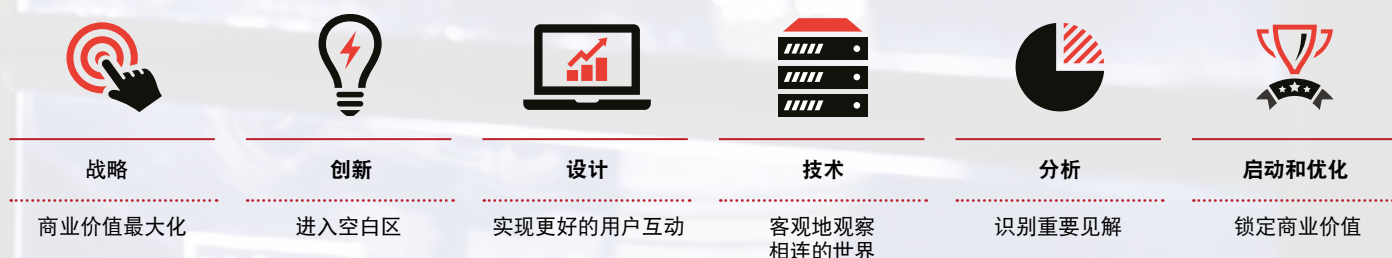 战略
创新
设计
技术
分析
启动和优化
商业价值最大化
进入空白区
实现更好的用户互动
客观地观察
相连的世界
识别重要见解
锁定商业价值